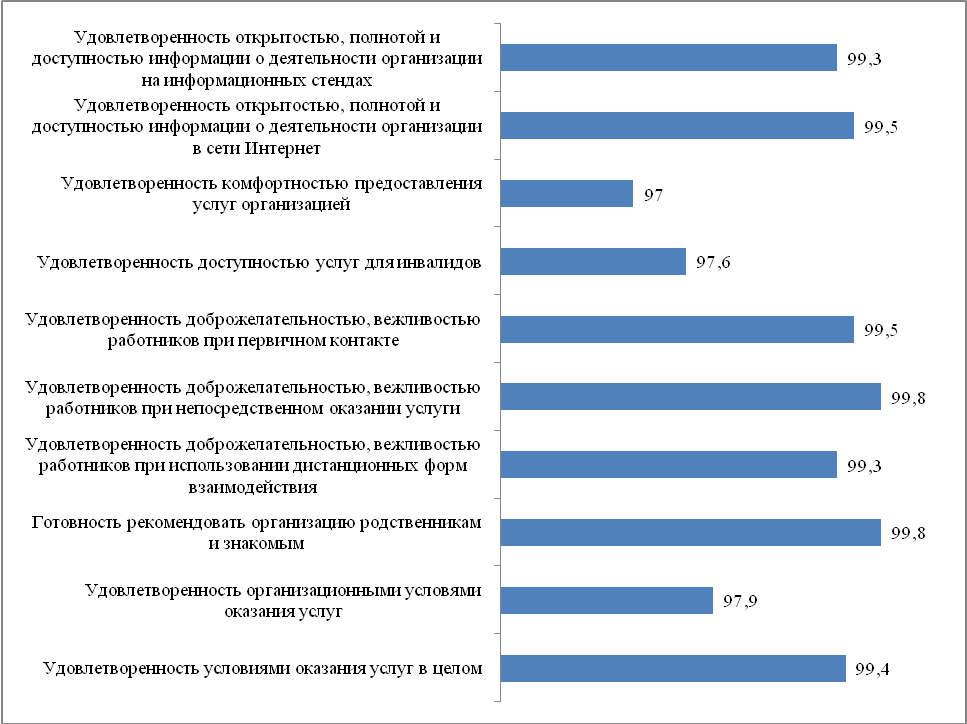 Удовлетворенность открытостью, полнотой и
доступностью информации о деятельности организации
на информационных стендах
99,3
Удовлетворенность открытостью, полнотой и
доступностью информации о деятельности организации
в сети Интернет
99,5
Удовлетворенность комфортностью предоставления
услуг организацией
97
Удовлетворенность доступностью услуг для инвалидов
97,6
Удовлетворенность доброжелательностью, вежливостью
работников при первичном контакте
99,5
Удовлетворенность доброжелательностью, вежливостью
работников при непосредственном оказании услуги
99,8
Удовлетворенность доброжелательностью, вежливостью
работников при использовании дистанционных форм
взаимодействия
99,3
Готовность рекомендовать организацию родственникам
и знакомым
99,8
Удовлетворенность организационными условями
оказания услуг
97,9
Удовлетворенность условиями оказания услуг в целом
99,4